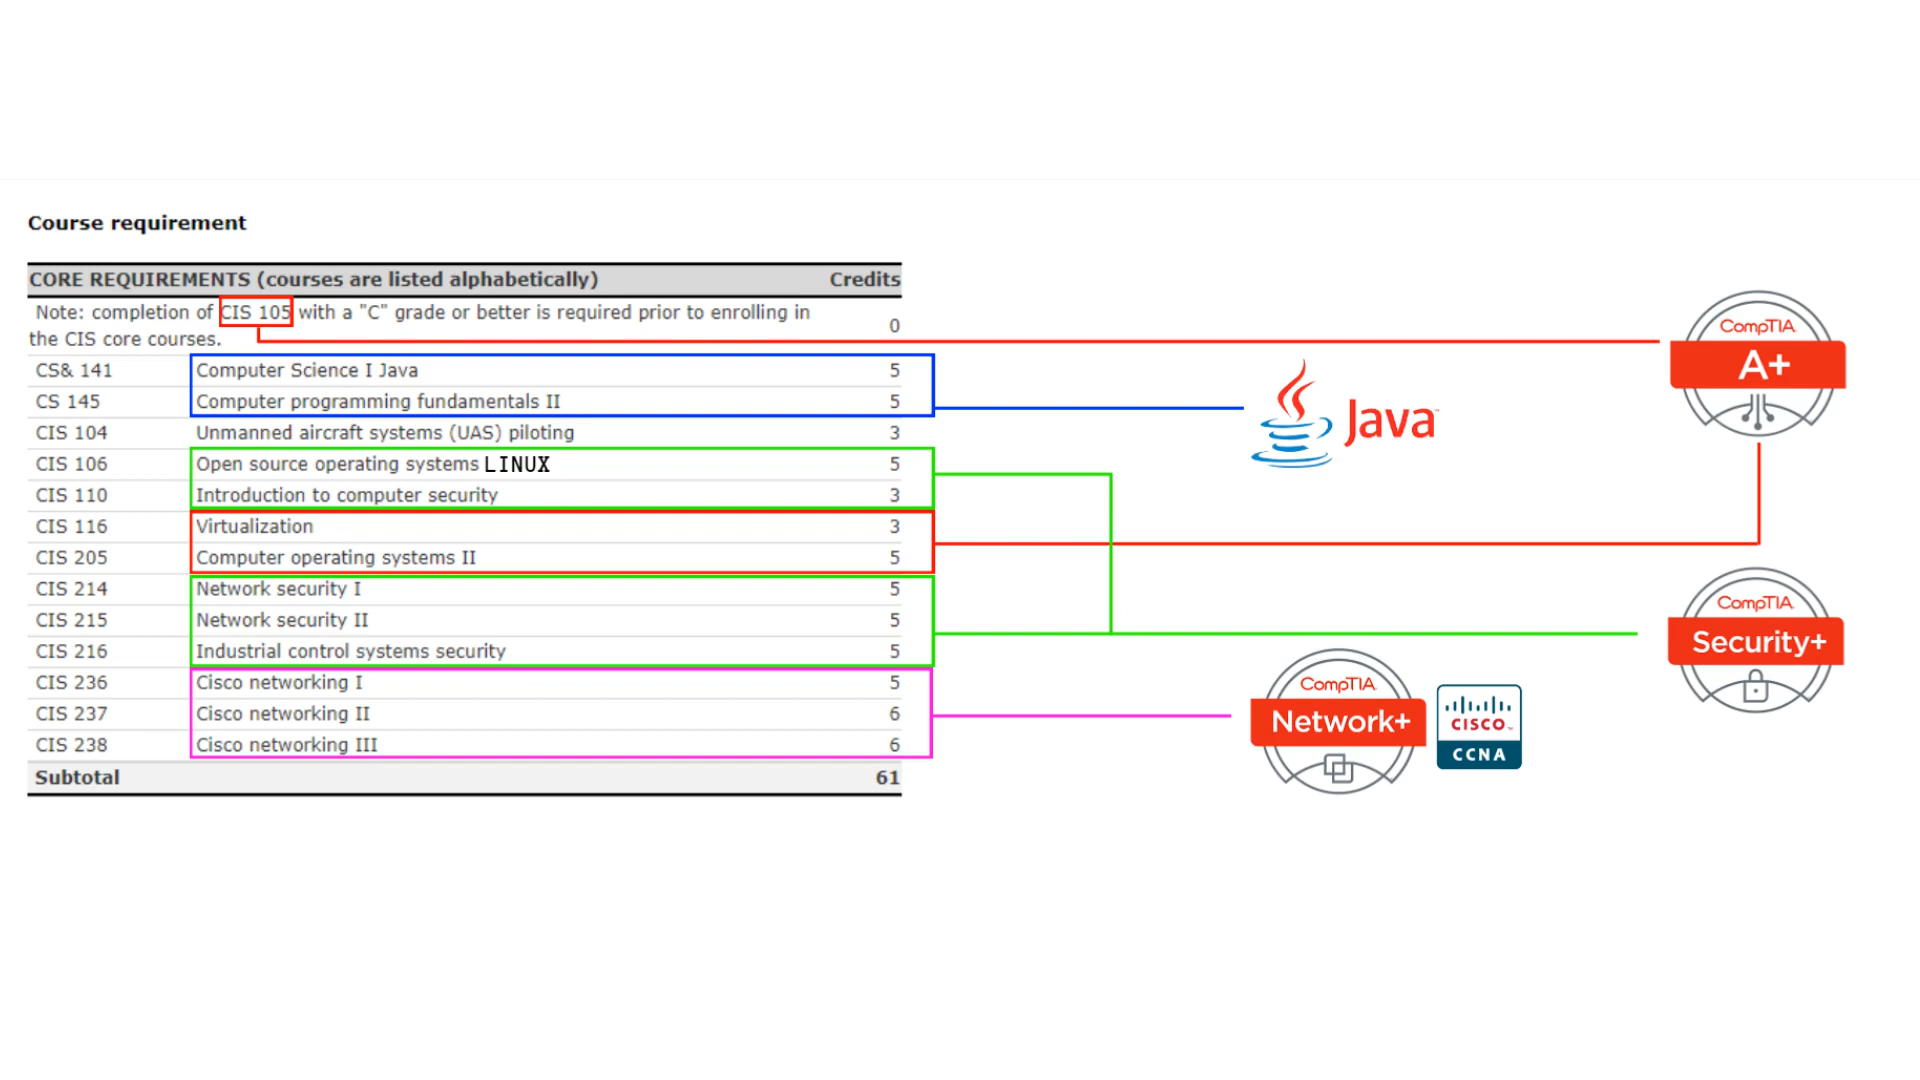 Course requirement
CORE REQUIREMENTS (courses are listed alphabetically) Credits
Note: completion of CIS 105 with a "C" grade or better is required prior to enrolling in
the CIS core courses. 0
CS& 141 Computer Science I Java 5
CS 145 Computer programming fundamentals II 5
CIS 104 Unmanned aircraft systems (UAS) piloting 3
CIS 106 Open source operating systems LINUX 5
CIS 110 Introduction to computer security 3
CIS 116 Virtualization 3
CIS 205 Computer operating systems II 5
CIS 214 Network security I 5
CIS 215 Network security II 5
CIS 216 Industrial control systems security 5
CIS 236 Cisco networking I 5
CIS 237 Cisco networking II 6
CIS 238 Cisco networking III 6
Subtotal 61
CompTIA
A+
Java
CompTIA
Security+
CompTIA
Network+
CISCO
CCNA